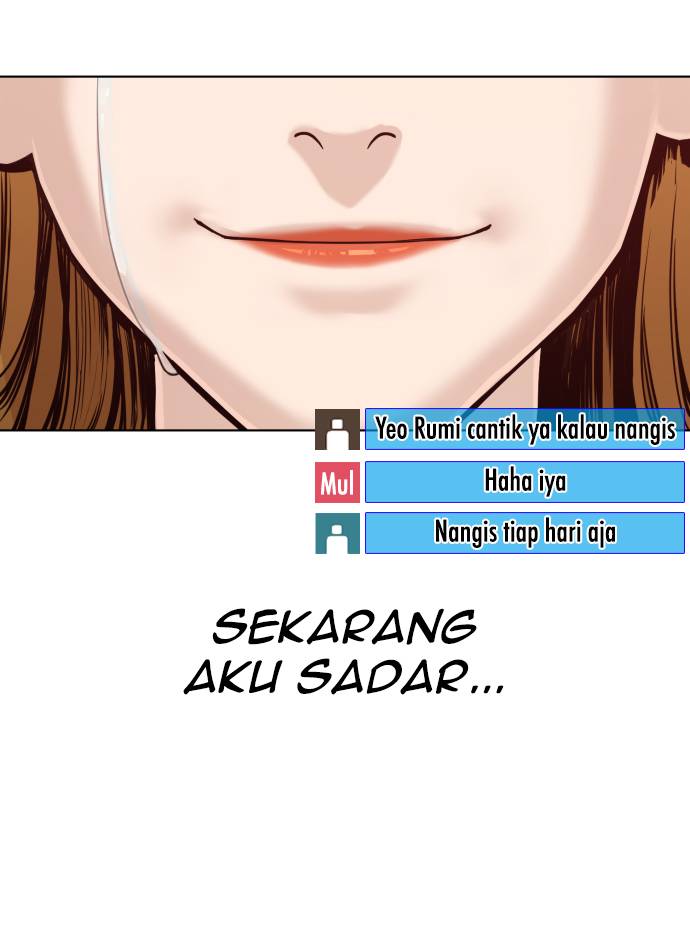 Yeo Rumi cantik ya kalau nangis
Mul
Haha iya
Nangis tiap hari aja
SEKARANG
AKU SADAR...